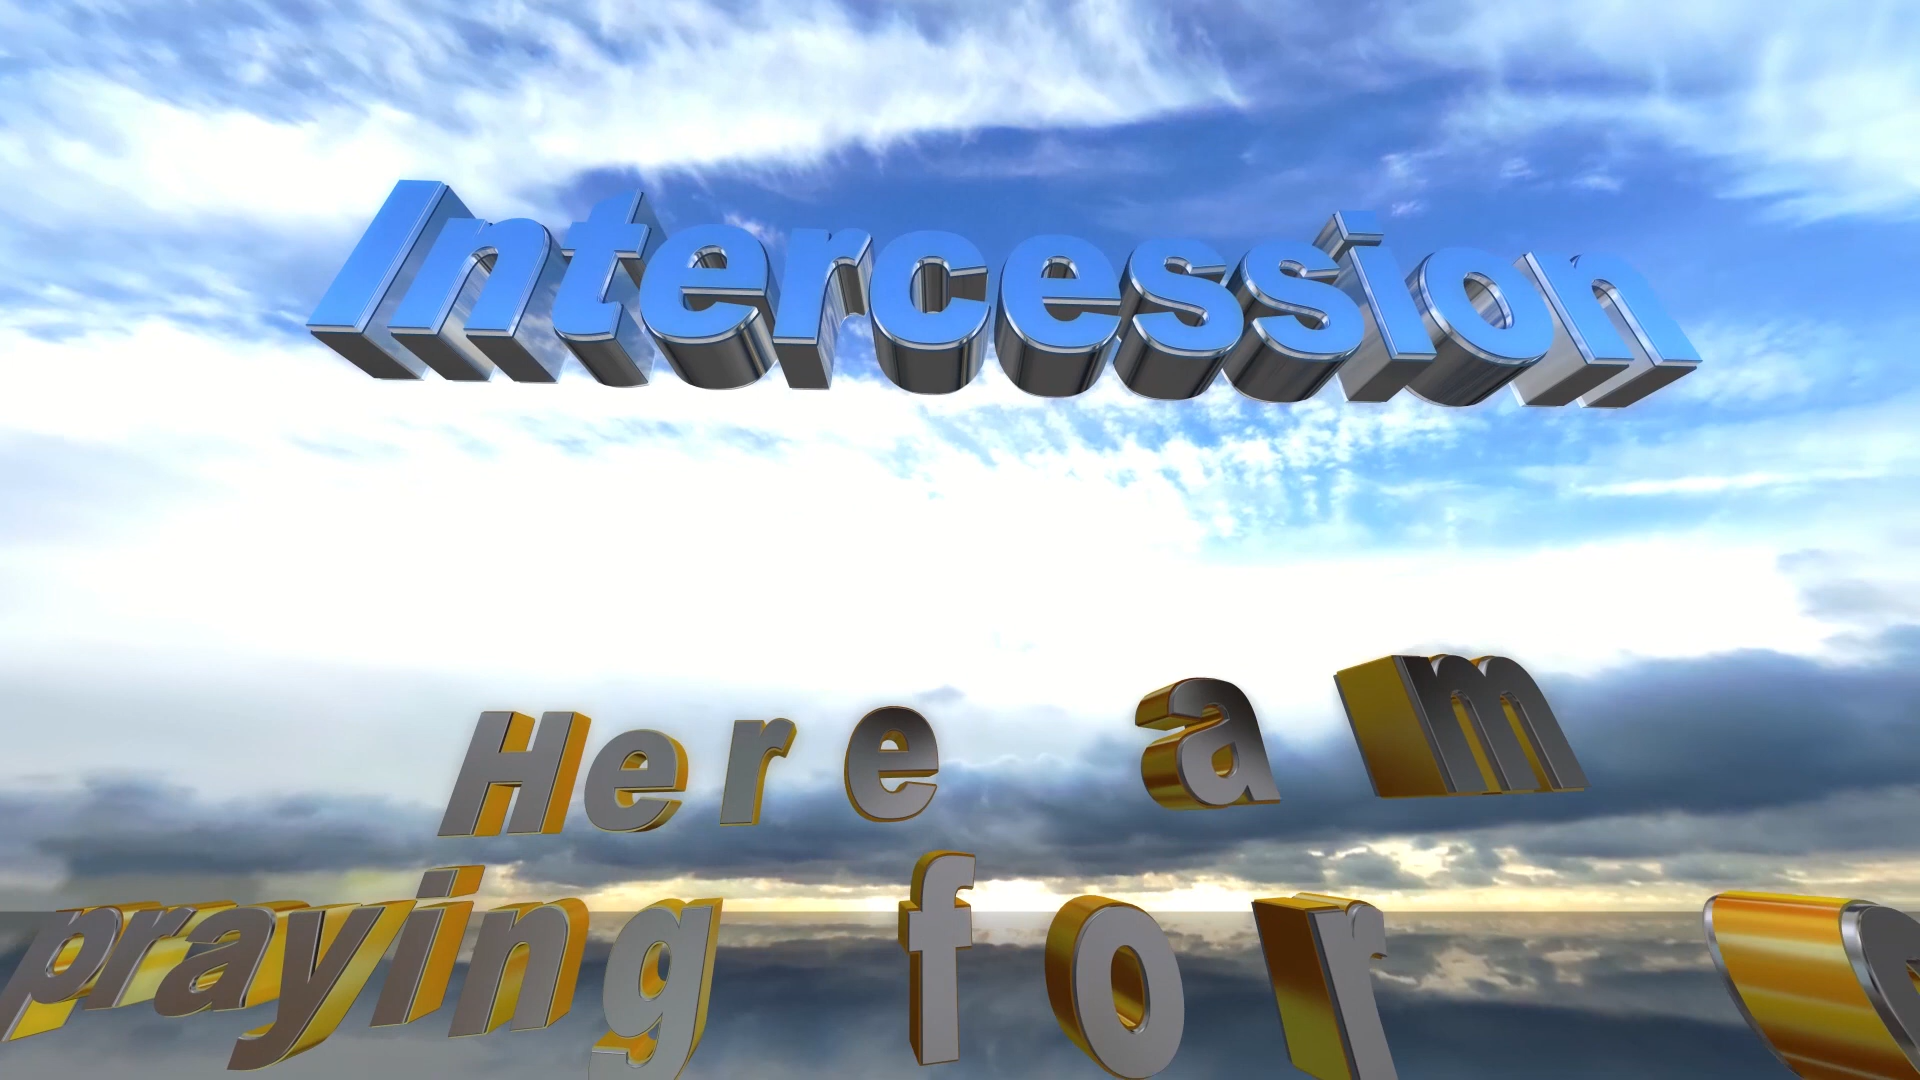 Intercession
Here am
praying for